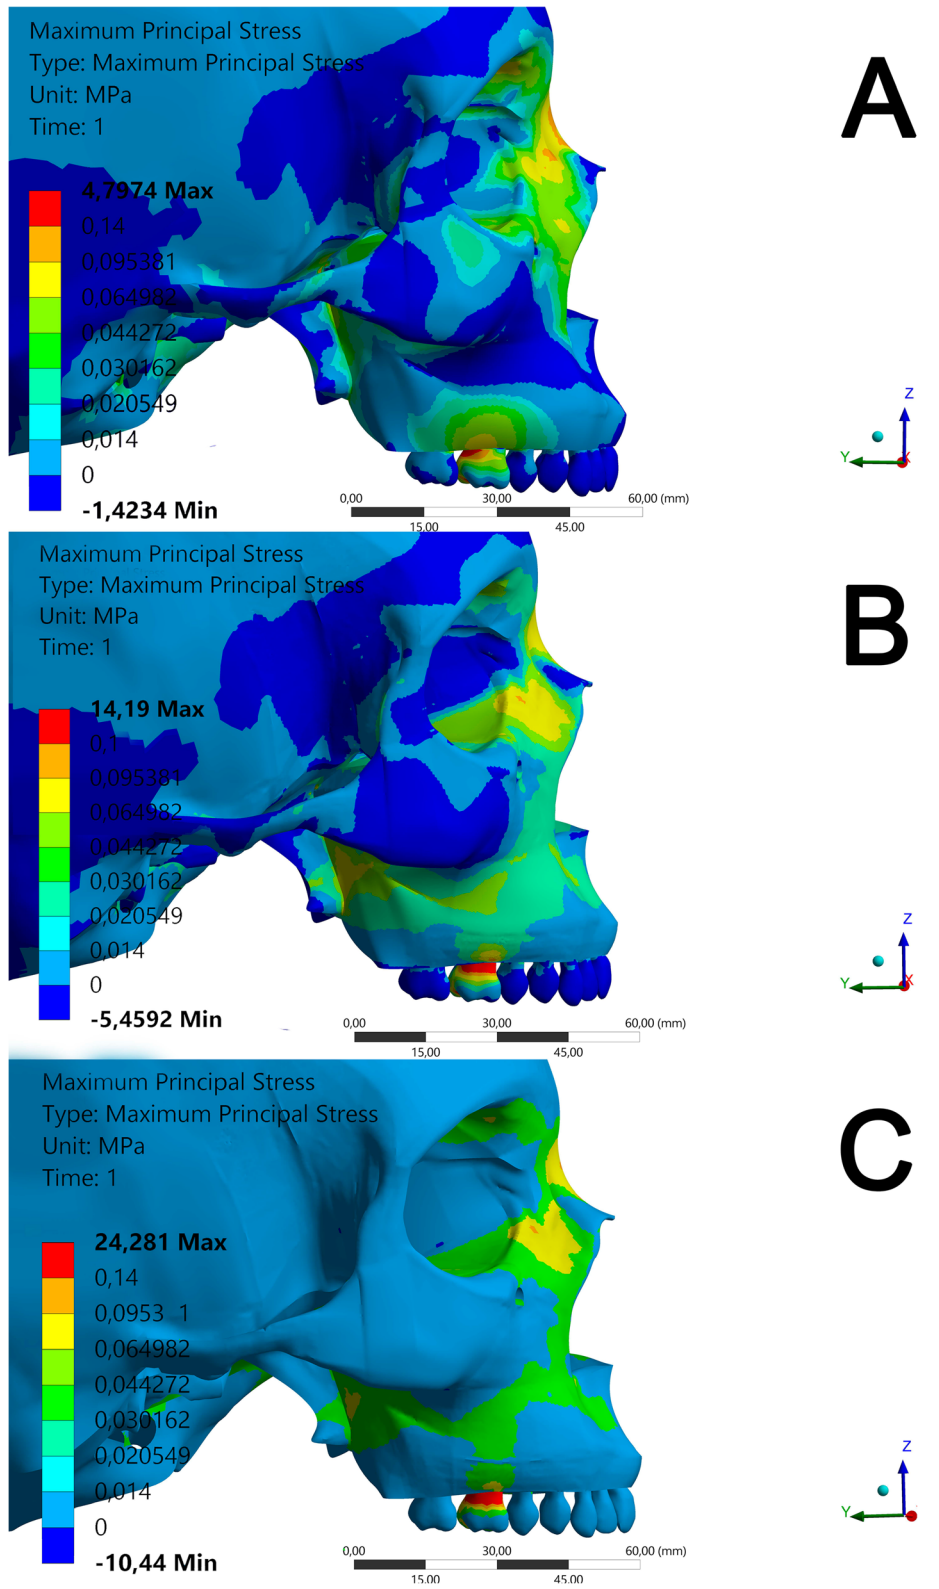 Maximum Principal Stress
Type: Maximum Principal Stress
Unit: MPa
Time: 1
A
4,7974 Max
0,14
0,095381
0,064982
0,044272
0,030162
0,020549
0,014
0
-1,4234 Min
Z
Y
X
0,00 30,00 60,00 (mm)
15,00 45,00
Maximum Principal Stress
Type: Maximum Principal Stress
Unit: MPa
Time: 1
B
14,19 Max
0,1
0,095381
0,064982
0,044272
0,030162
0,020549
0,014
0
-5,4592 Min
Z
Y
X
0,00 30,00 60,00 (mm)
15,00 45,00
Maximum Principal Stress
Type: Maximum Principal Stress
Unit: MPa
Time: 1
C
24,281 Max
0,14
0,0953 1
0,064982
0,044272
0,030162
0,020549
0,014
0
-10,44 Min
Z
Y
0,00 30,00 60,00 (mm)
15,00 45,00